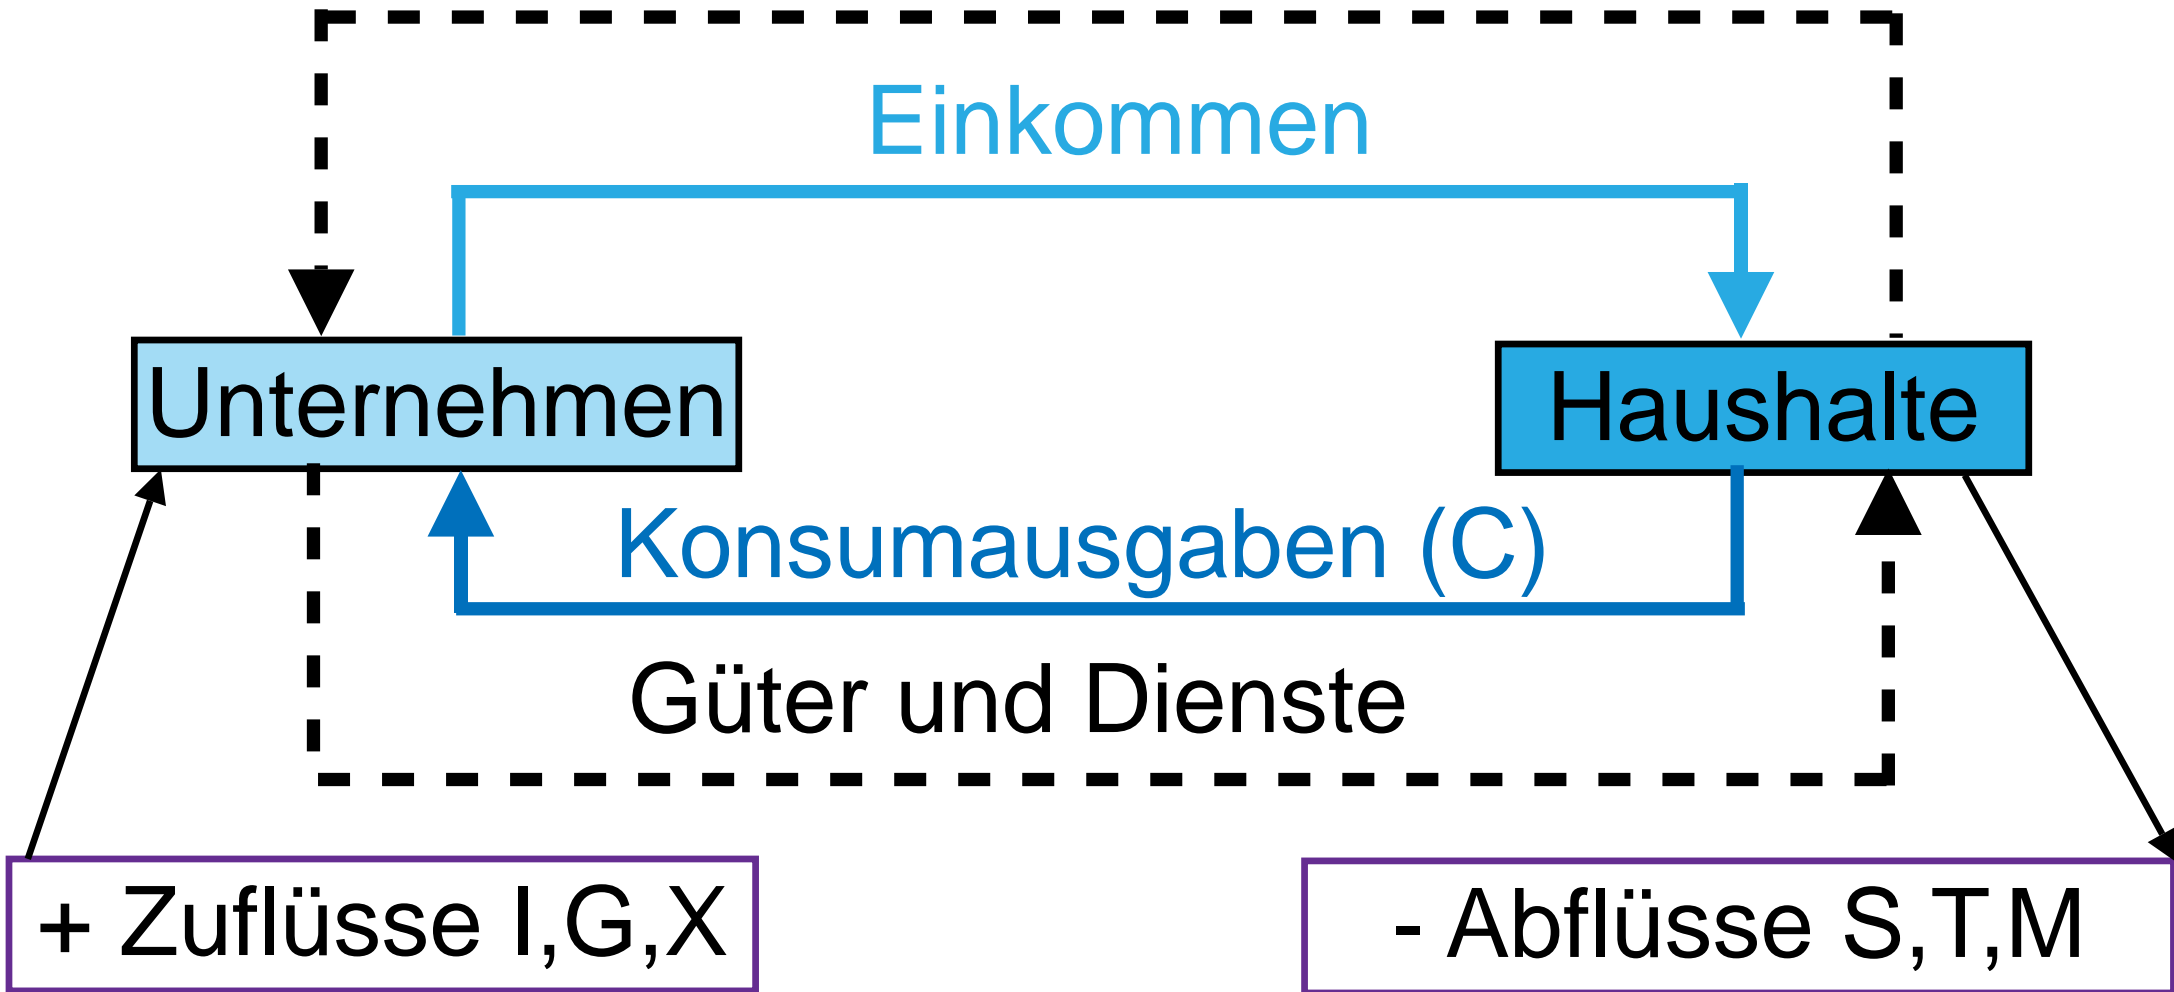 Einkommen
Unternehmen
Haushalte
Konsumausgaben (C)
Güter und Dienste
+ Zuflüsse I,G,X
- Abflüsse S,T,M